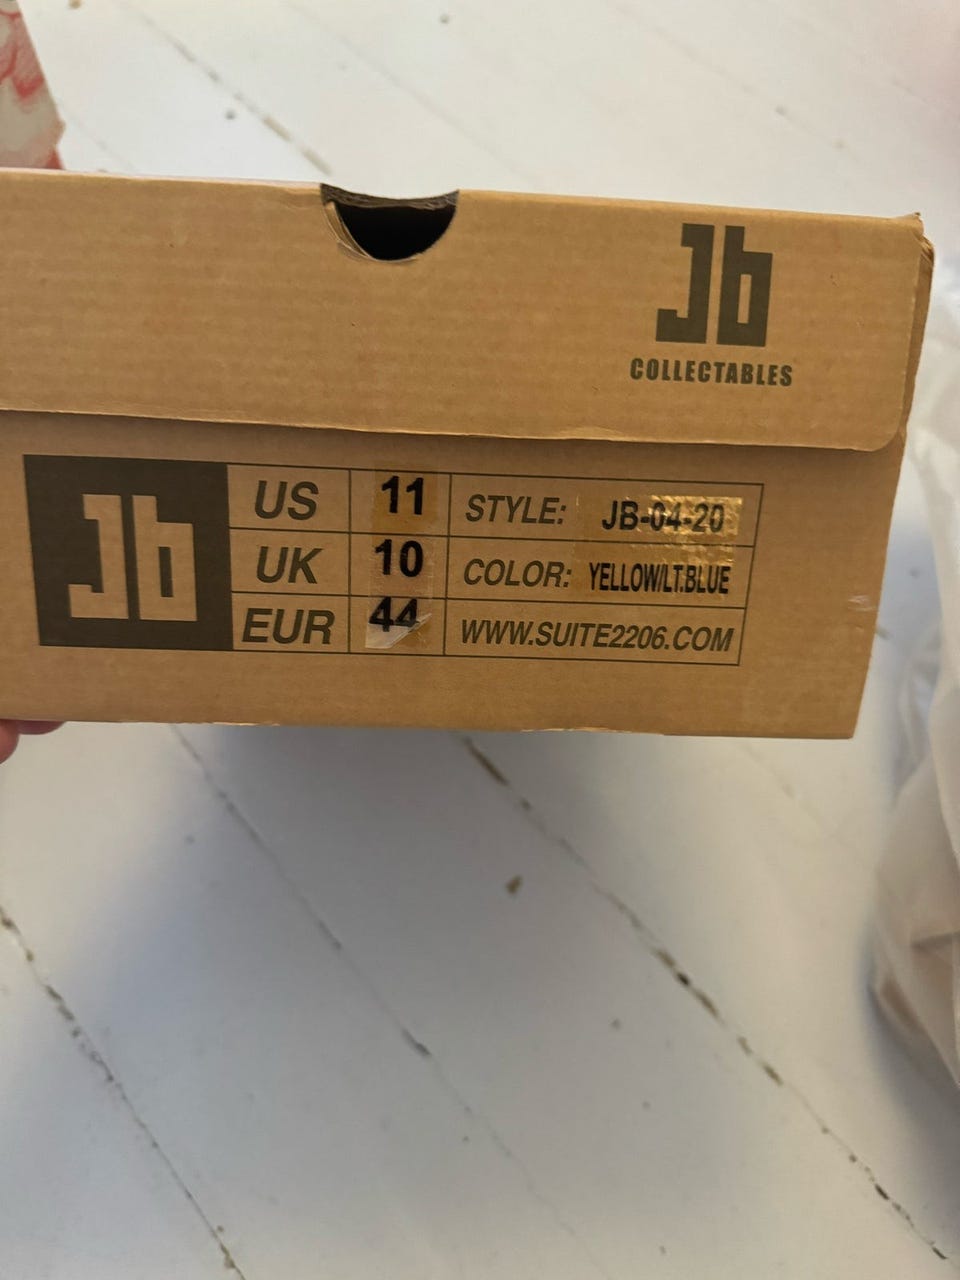 Jb
COLLECTABLES
Jb
US 11 STYLE: JB-04-20
UK 10 COLOR: YELLOW/LT.BLUE
EUR 44 WWW.SUITE2206.COM